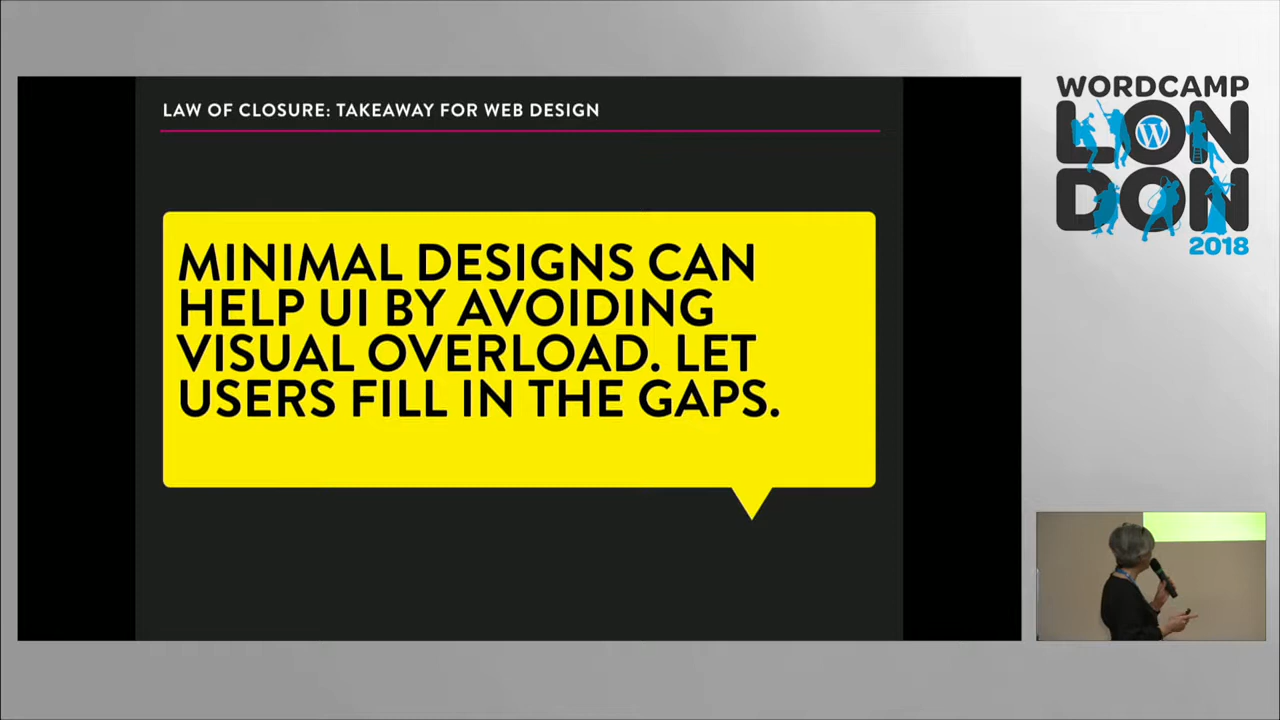 LAW OF CLOSURE: TAKEAWAY FOR WEB DESIGN
MINIMAL DESIGNS CAN
HELP UI BY AVOIDING
VISUAL OVERLOAD. LET
USERS FILL IN THE GAPS.
WORDCAMP
LON
DON
2018